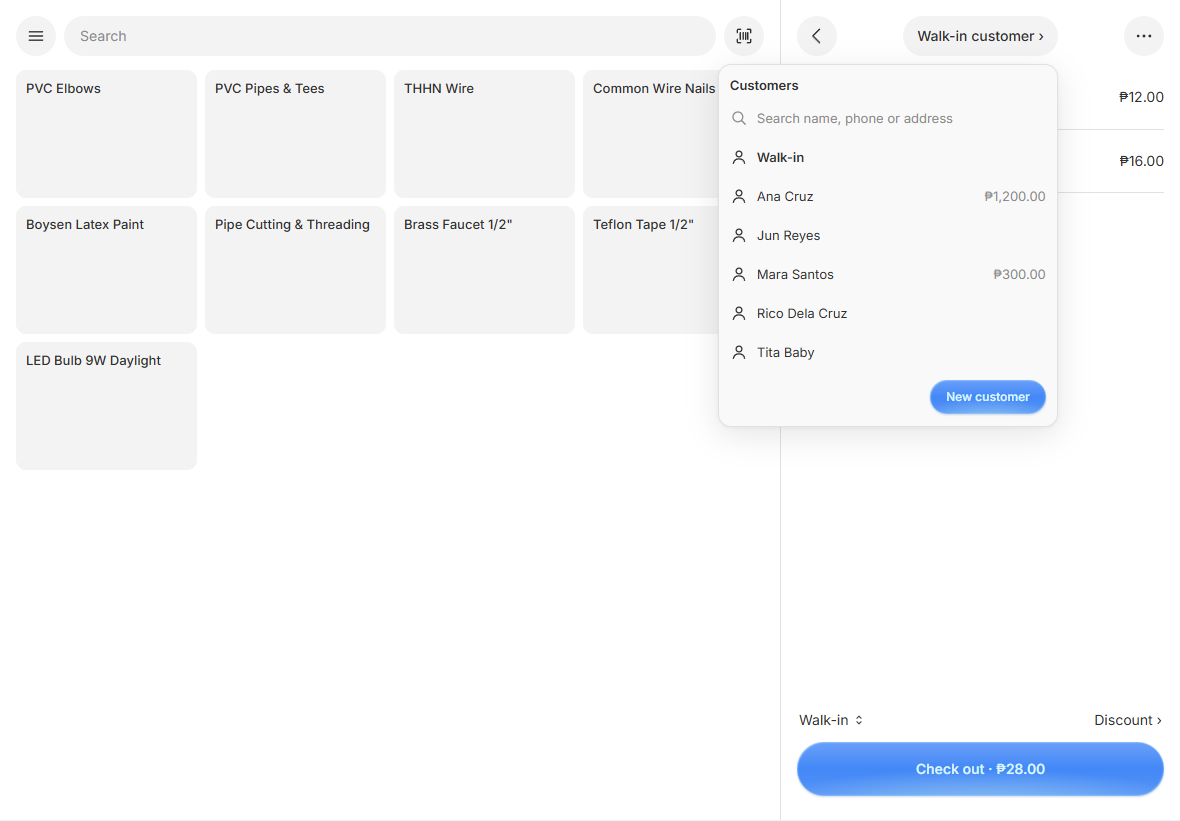 Search
Walk-in customer ›
PVC Elbows
PVC Pipes & Tees
THHN Wire
Common Wire Nails
Boysen Latex Paint
Pipe Cutting & Threading
Brass Faucet 1/2"
Teflon Tape 1/2"
LED Bulb 9W Daylight
Customers
Search name, phone or address
Walk-in
Ana Cruz ₱1,200.00
Jun Reyes
Mara Santos ₱300.00
Rico Dela Cruz
Tita Baby
New customer
₱12.00
₱16.00
Walk-in
Discount ›
Check out · ₱28.00